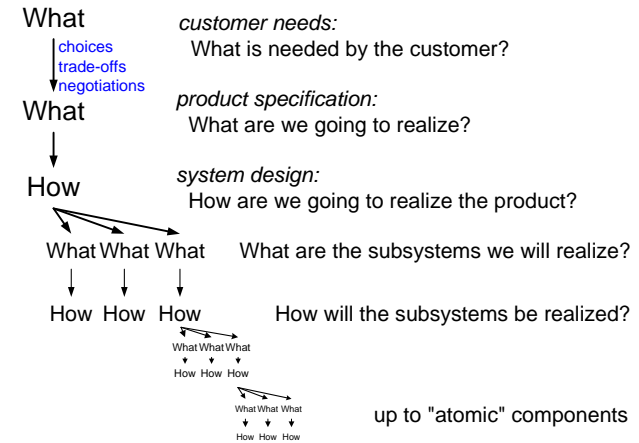 What
customer needs:
What is needed by the customer?
choices
trade-offs
negotiations
What
product specification:
What are we going to realize?
How
system design:
How are we going to realize the product?
What What What
What are the subsystems we will realize?
How How How
How will the subsystems be realized?
What What What
How How How
What What What
up to "atomic" components
How How How